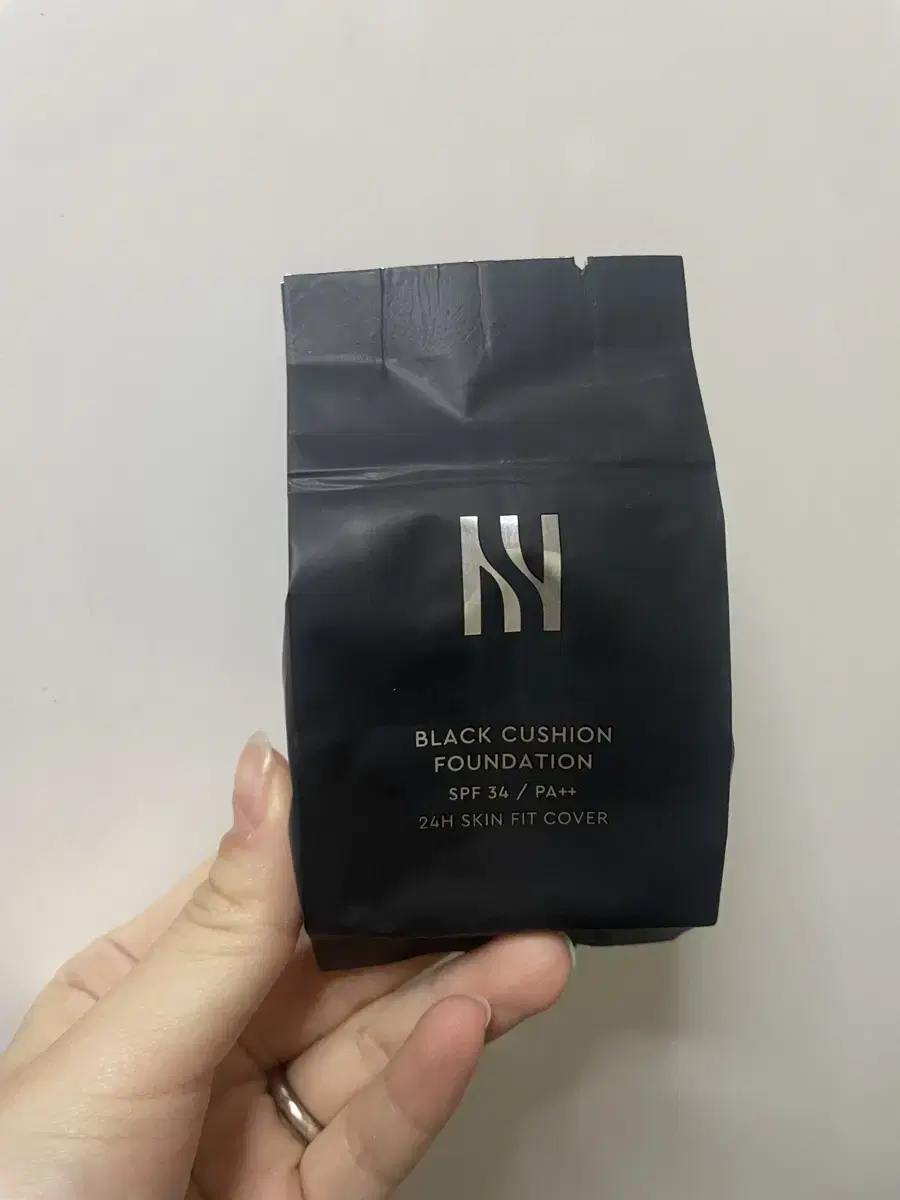 BLACK CUSHION
FOUNDATION
SPF 34 / PA++
24H SKIN FIT COVER